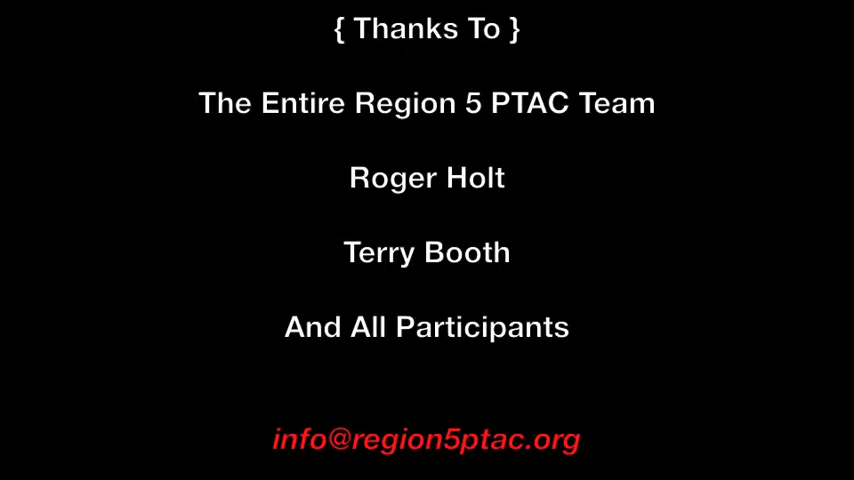 { Thanks To }
The Entire Region 5 PTAC Team
Roger Holt
Terry Booth
And All Participants
info@region5ptac.org